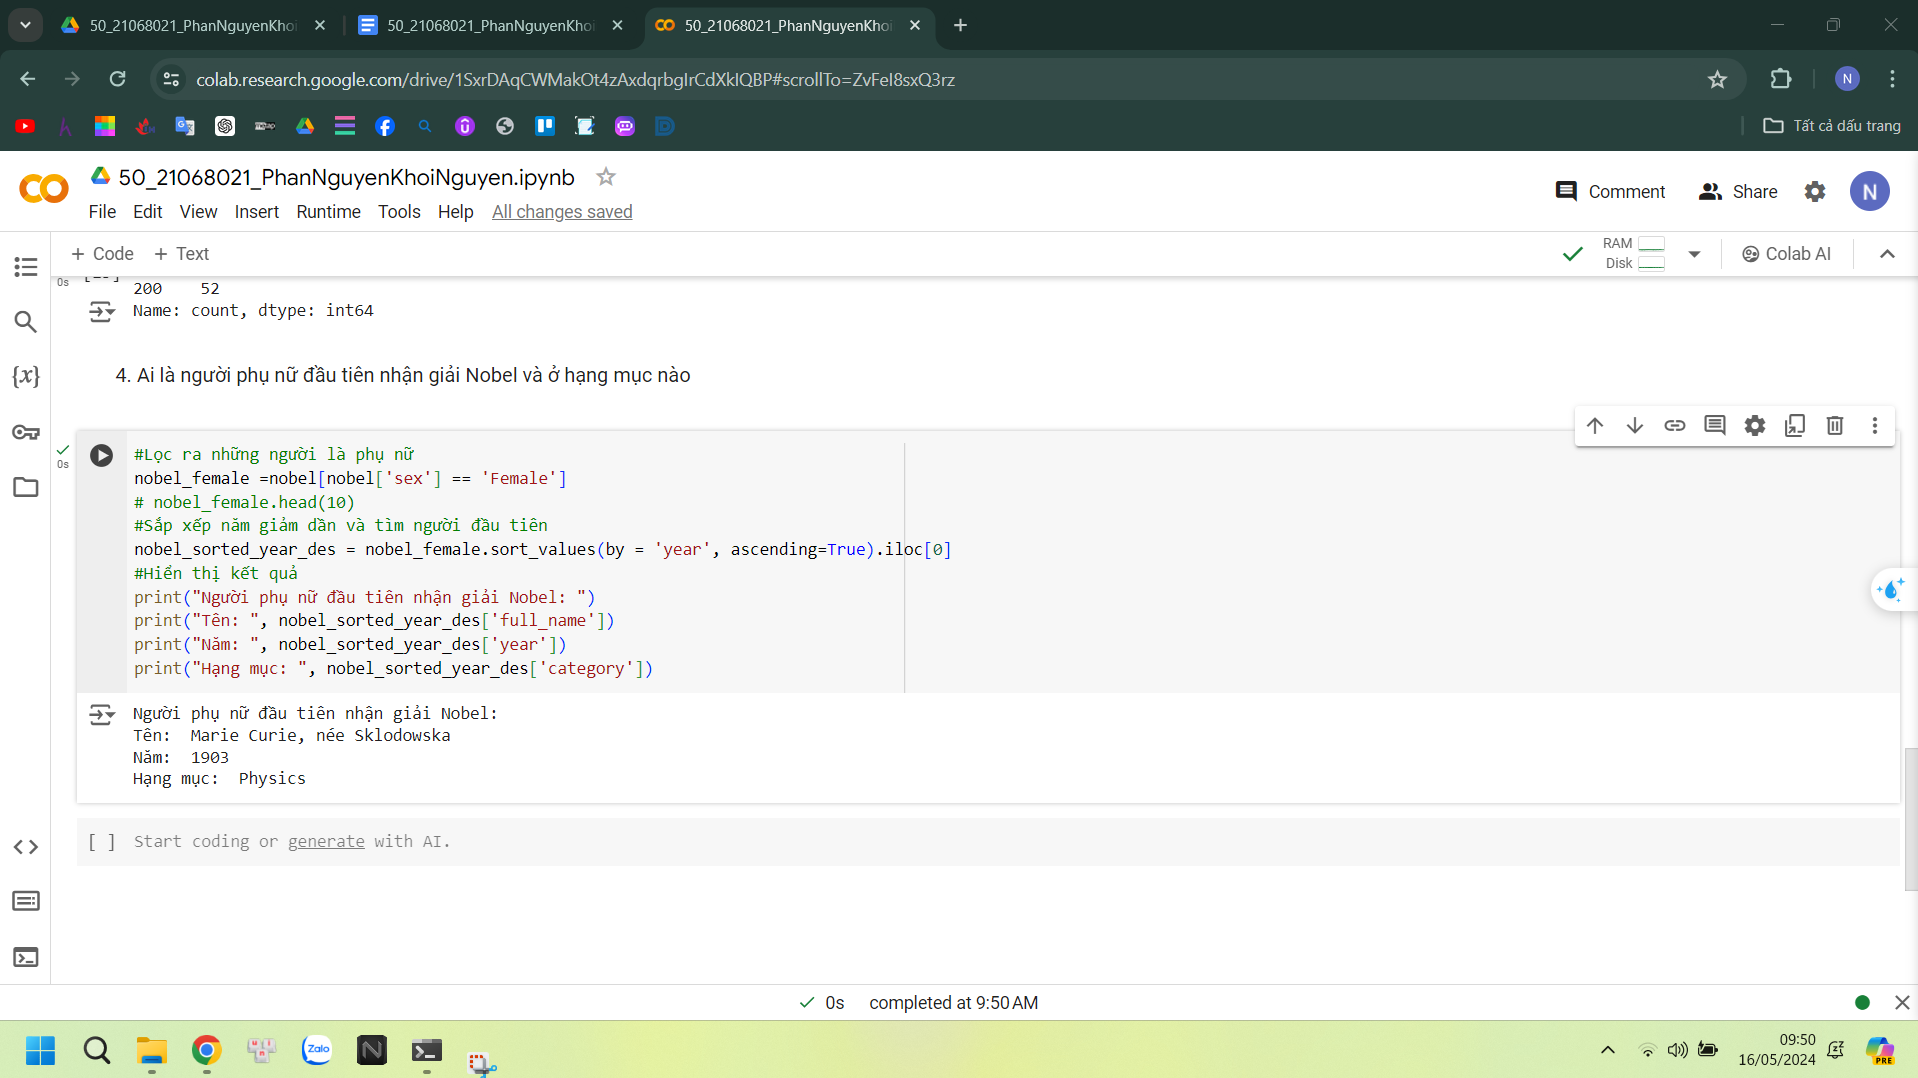 50_21068021_PhanNguyenKhoi
50_21068021_PhanNguyenKhoi
50_21068021_PhanNguyenKhoi
colab.research.google.com/drive/1SxrDAqCWMakOt4zAxdqrbgIrCdXkIQBP#scrollTo=ZvFeI8sxQ3rz
N
Tất cả dấu trang
50_21068021_PhanNguyenKhoiNguyen.ipynb
Comment
Share
N
File Edit View Insert Runtime Tools Help All changes saved
+ Code + Text
RAM
Disk
Colab AI
0s
200 52
Name: count, dtype: int64
4. Ai là người phụ nữ đầu tiên nhận giải Nobel và ở hạng mục nào
0s
#Lọc ra những người là phụ nữ
nobel_female =nobel[nobel['sex'] == 'Female']
# nobel_female.head(10)
#Sắp xếp năm giảm dần và tìm người đầu tiên
nobel_sorted_year_des = nobel_female.sort_values(by = 'year', ascending=True).iloc[0]
#Hiển thị kết quả
print("Người phụ nữ đầu tiên nhận giải Nobel: ")
print("Tên: ", nobel_sorted_year_des['full_name'])
print("Năm: ", nobel_sorted_year_des['year'])
print("Hạng mục: ", nobel_sorted_year_des['category'])
Người phụ nữ đầu tiên nhận giải Nobel:
Tên: Marie Curie, née Sklodowska
Năm: 1903
Hạng mục: Physics
[ ] Start coding or generate with AI.
0s completed at 9:50 AM
Zalo
09:50
16/05/2024
PRE